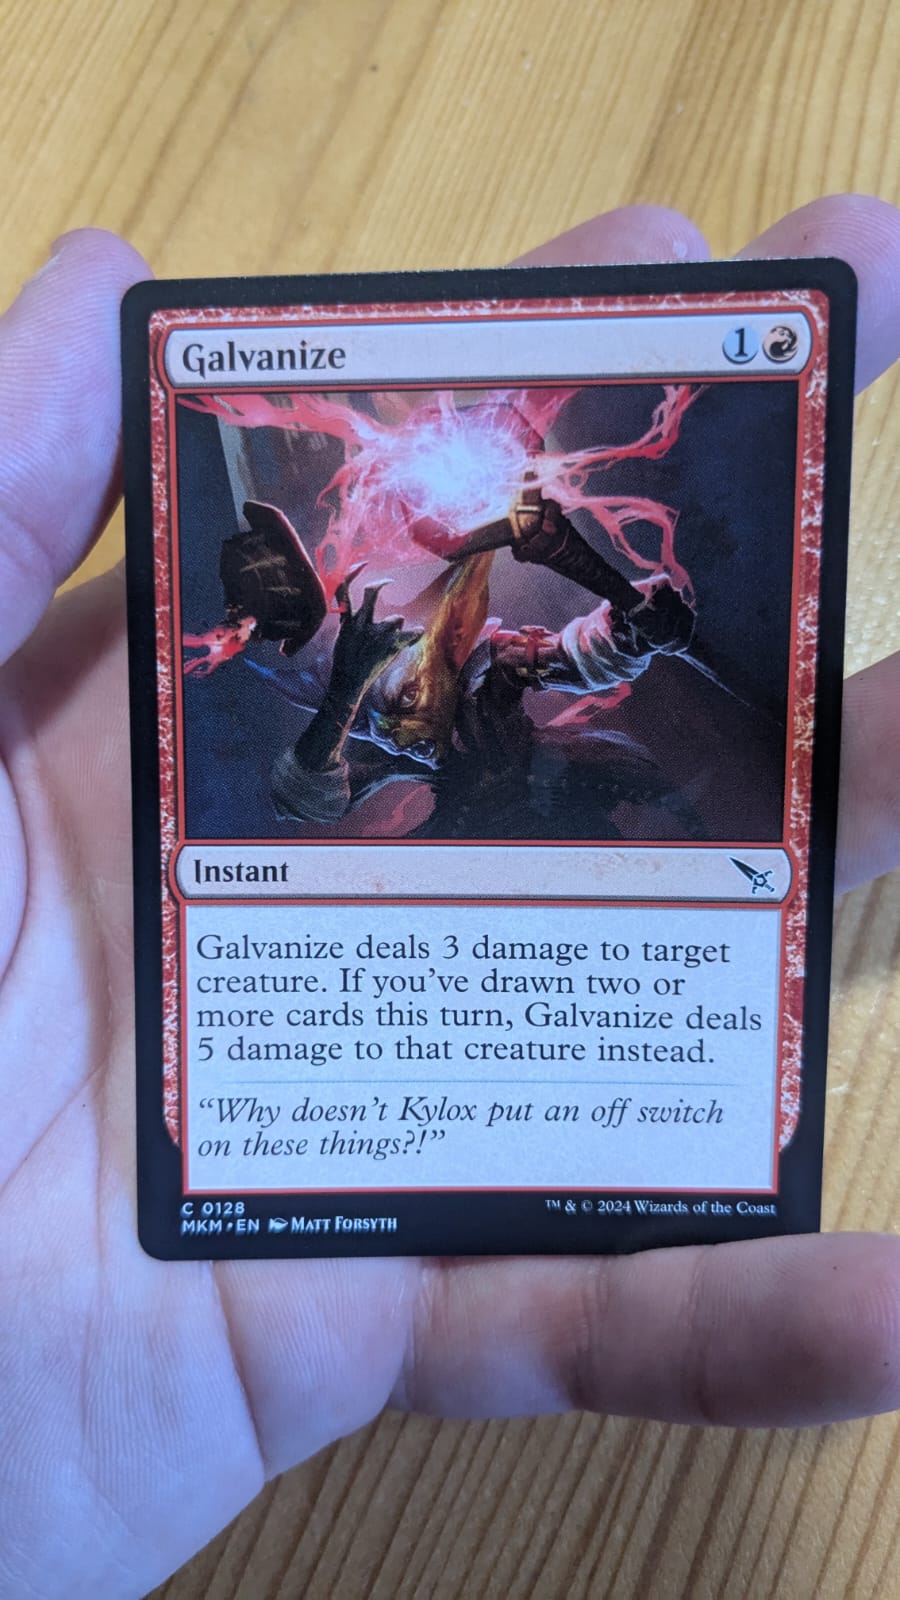 Galvanize 1
Instant
Galvanize deals 3 damage to target
creature. If you’ve drawn two or
more cards this turn, Galvanize deals
5 damage to that creature instead.
“Why doesn’t Kylox put an off switch
on these things?!”
C 0128
MKM • EN Matt Forsyth
™ & © 2024 Wizards of the Coast